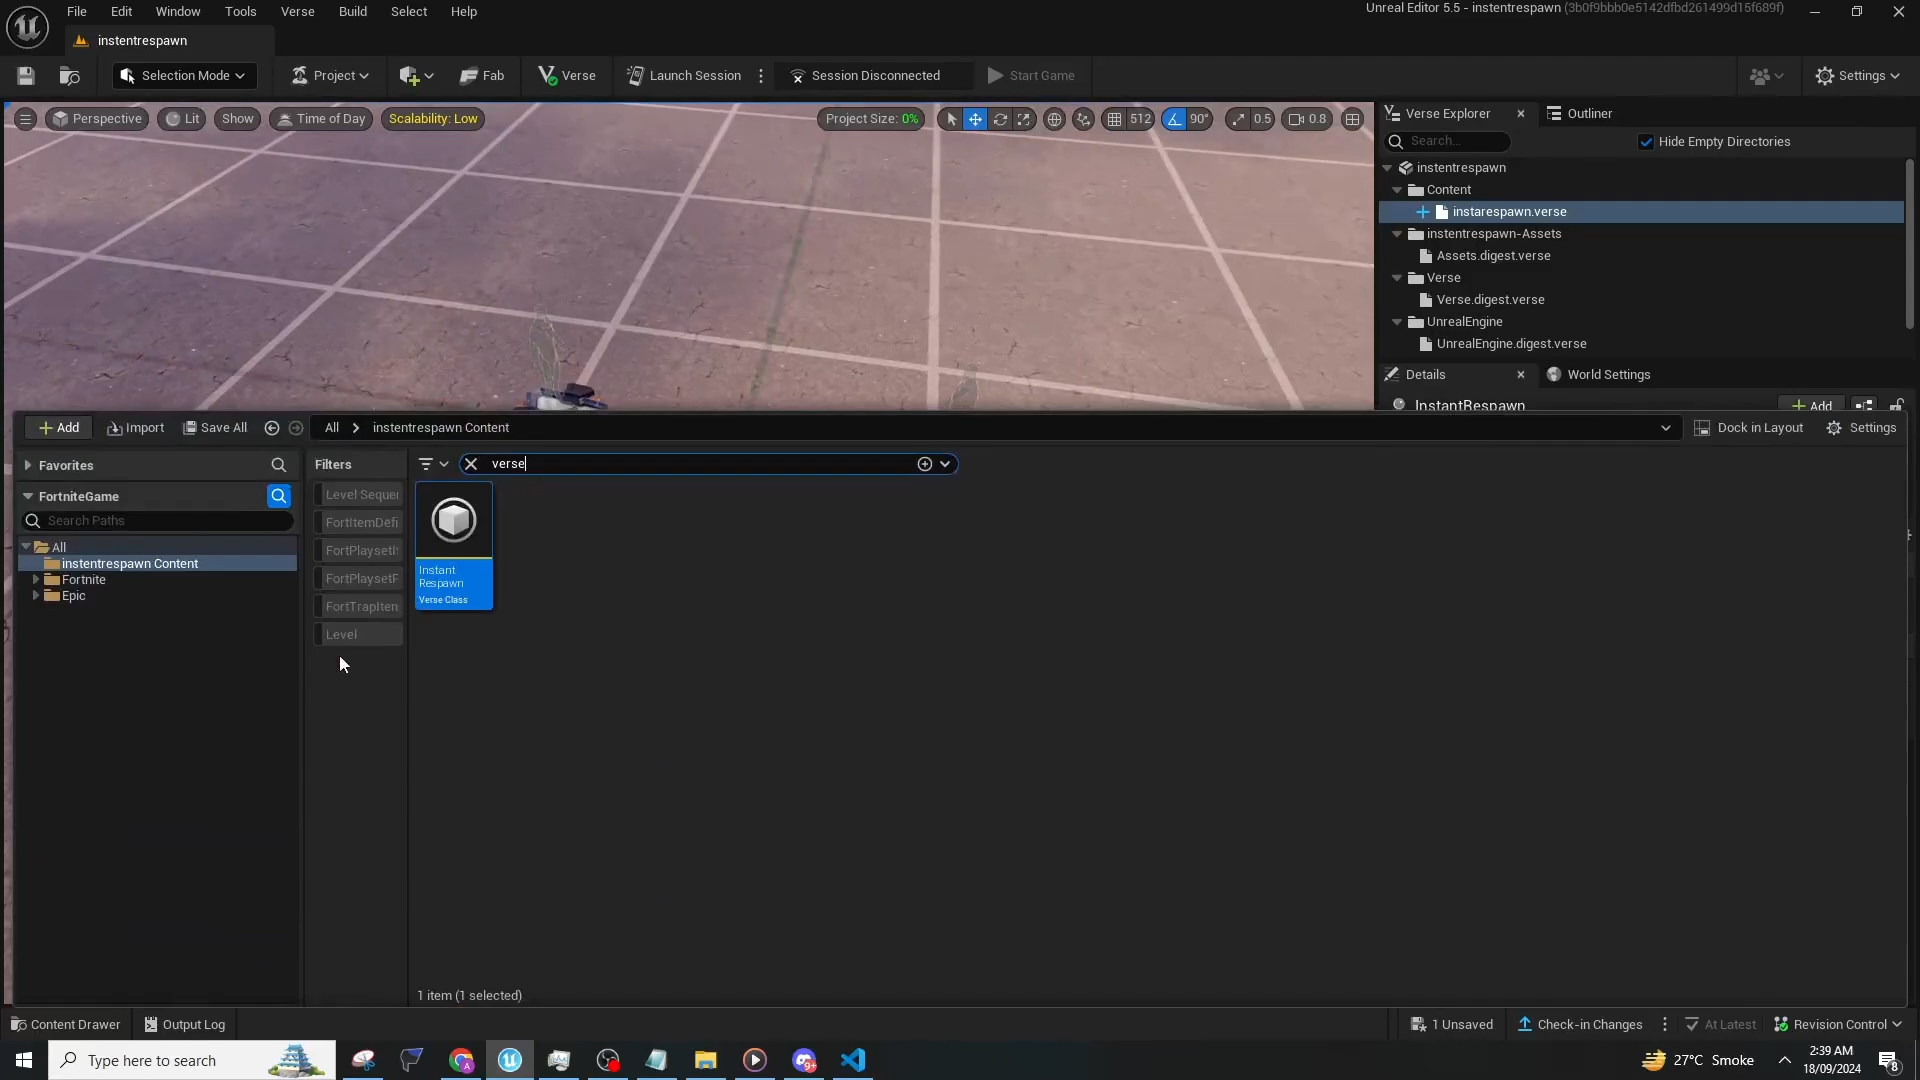 File Edit Window Tools Verse Build Select Help
Unreal Editor 5.5 - instentrespawn (3b0f9bbb0e5142dfbd261499d15f689f)
instentrespawn
Selection Mode
Project
Fab
Verse
Launch Session
Session Disconnected
Start Game
Settings
Perspective
Lit
Show
Time of Day
Scalability: Low
Project Size: 0%
512
90°
0.5
0.8
Verse Explorer
Outliner
Search...
Hide Empty Directories
instentrespawn
Content
instarespawn.verse
instentrespawn-Assets
Assets.digest.verse
Verse
Verse.digest.verse
UnrealEngine
UnrealEngine.digest.verse
Details
World Settings
InstantRespawn
Add
Add
Import
Save All
All > instentrespawn Content
Dock in Layout
Settings
Favorites
Filters
verse
FortniteGame
Search Paths
All
instentrespawn Content
Fortnite
Epic
Level Seque
FortItemDefi
FortPlayset
FortPlaysetF
FortTrapIten
Level
Instant
Respawn
Verse Class
1 item (1 selected)
Content Drawer
Output Log
1 Unsaved
Check-in Changes
At Latest
Revision Control
Type here to search
9+
27°C Smoke
2:39 AM
18/09/2024
8